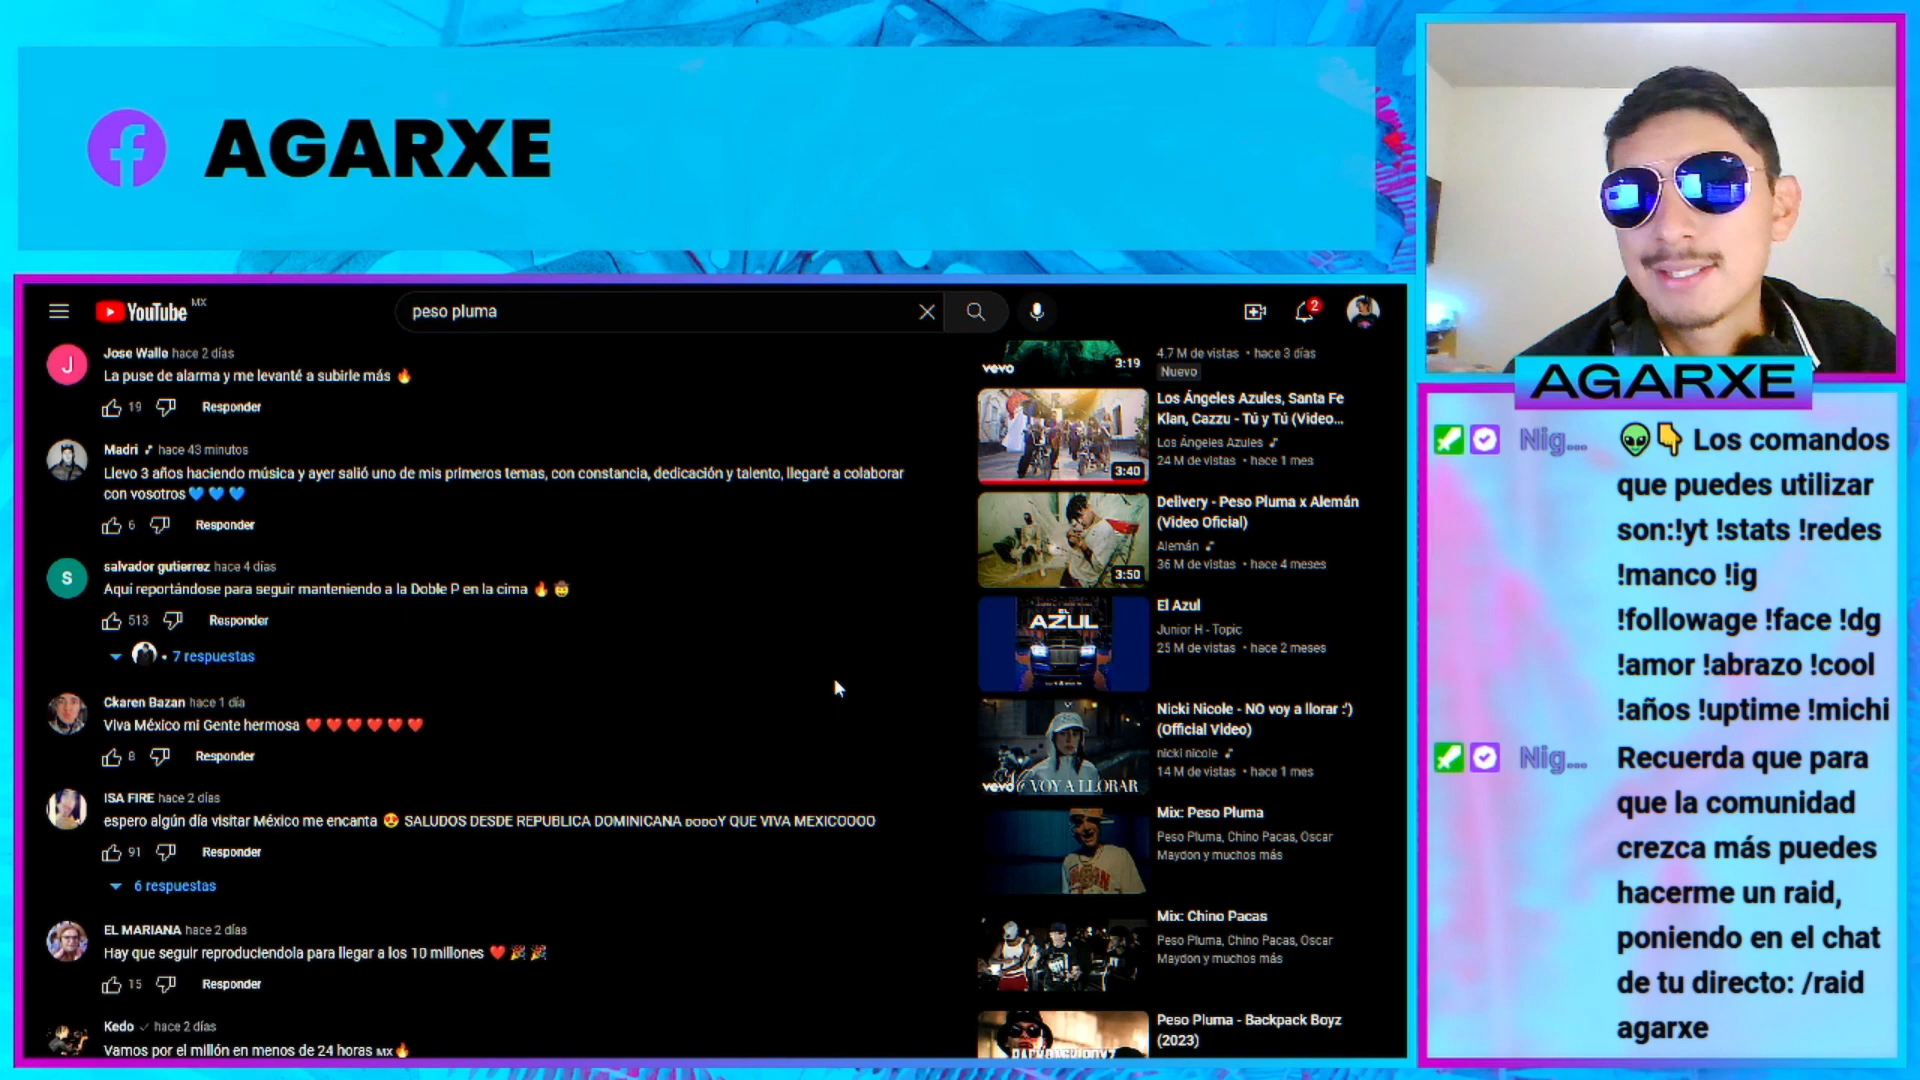 AGARXE
YouTube MX
peso pluma
2
Jose Walle hace 2 días
La puse de alarma y me levanté a subirle más 🔥
19 Responder
Madri ♪ hace 43 minutos
Llevo 3 años haciendo música y ayer salió uno de mis primeros temas, con constancia, dedicación y talento, llegaré a colaborar
con vosotros 💙 💙 💙
6 Responder
S
salvador gutierrez hace 4 días
Aquí reportándose para seguir manteniendo a la Doble P en la cima 🔥 🤠
513 Responder
• 7 respuestas
Ckaren Bazan hace 1 día
Viva México mi Gente hermosa ❤️ ❤️ ❤️ ❤️ ❤️ ❤️
8 Responder
ISA FIRE hace 2 días
espero algún día visitar México me encanta 😍 SALUDOS DESDE REPUBLICA DOMINICANA DODOY QUE VIVA MEXICOOOO
91 Responder
6 respuestas
EL MARIANA hace 2 días
Hay que seguir reproduciendola para llegar a los 10 millones ❤️ 🎉 🎉
15 Responder
Kedo hace 2 días
Vamos por el millón en menos de 24 horas MX 🔥
vevo 3:19
4.7 M de vistas • hace 3 días
Nuevo
3:40
Los Ángeles Azules, Santa Fe
Klan, Cazzu - Tú y Tú (Video...
Los Ángeles Azules ♪
24 M de vistas • hace 1 mes
3:50
Delivery - Peso Pluma x Alemán
(Video Oficial)
Alemán ♪
36 M de vistas • hace 4 meses
EL
AZUL
El Azul
Junior H - Topic
25 M de vistas • hace 2 meses
vevo NO VOY A LLORAR
Nicki Nicole - NO voy a llorar :')
(Official Video)
nicki nicole ♪
14 M de vistas • hace 1 mes
Mix: Peso Pluma
Peso Pluma, Chino Pacas, Oscar
Maydon y muchos más
Mix: Chino Pacas
Peso Pluma, Chino Pacas, Oscar
Maydon y muchos más
BACKPACK BOYZ
Peso Pluma - Backpack Boyz
(2023)
AGARXE
Nig... 👽👇 Los comandos
que puedes utilizar
son:!yt !stats !redes
!manco !ig
!followage !face !dg
!amor !abrazo !cool
!años !uptime !michi
Nig... Recuerda que para
que la comunidad
crezca más puedes
hacerme un raid,
poniendo en el chat
de tu directo: /raid
agarxe